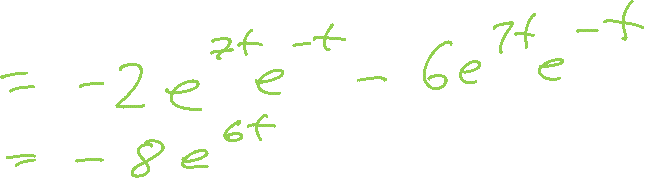 = -2e^{7t}e^{-t} - 6e^{7t}e^{-t}
= -8e^{6t}